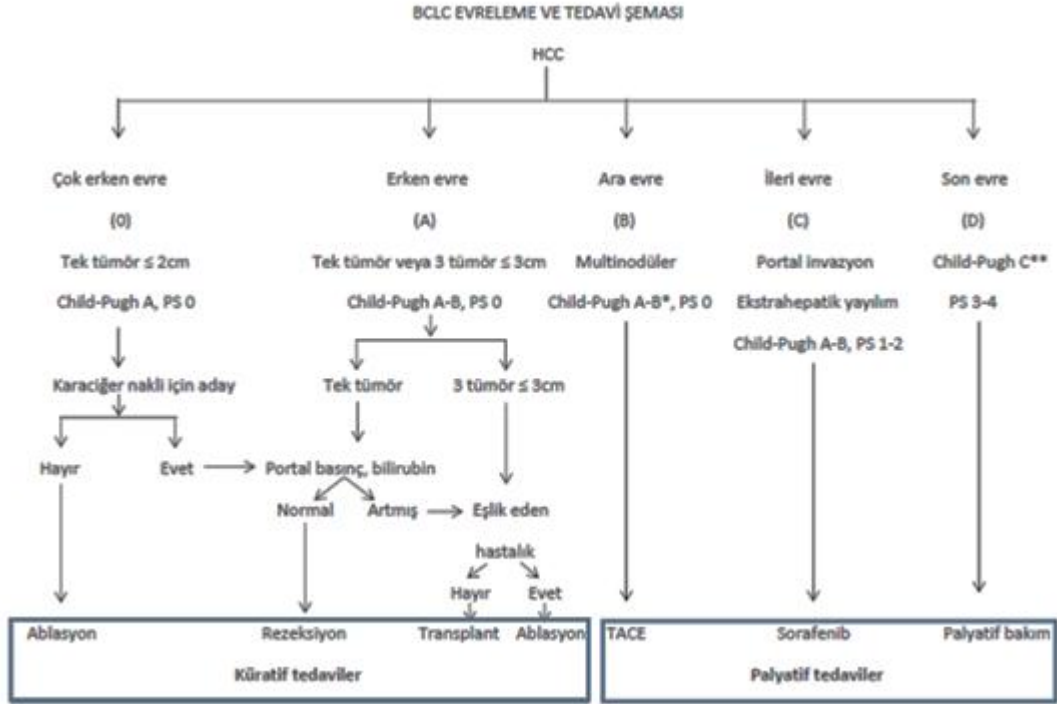 BCLC EVRELEME VE TEDAVİ ŞEMASI
HCC
Çok erken evre
(0)
Tek tümör ≤ 2cm
Child-Pugh A, PS 0
Erken evre
(A)
Tek tümör veya 3 tümör ≤ 3cm
Child-Pugh A-B, PS 0
Ara evre
(B)
Multinodüler
Child-Pugh A-B*, PS 0
İleri evre
(C)
Portal invazyon
Ekstrahepatik yayılım
Child-Pugh A-B, PS 1-2
Son evre
(D)
Child-Pugh C**
PS 3-4
Karaciğer nakli için aday
Tek tümör
3 tümör ≤ 3cm
Hayır
Evet
Portal basınç, bilirubin
Normal
Artmış
Eşlik eden
hastalık
Hayır
Evet
Ablasyon
Rezeksiyon
Transplant
Ablasyon
Küratif tedaviler
TACE
Sorafenib
Palyatif bakım
Palyatif tedaviler